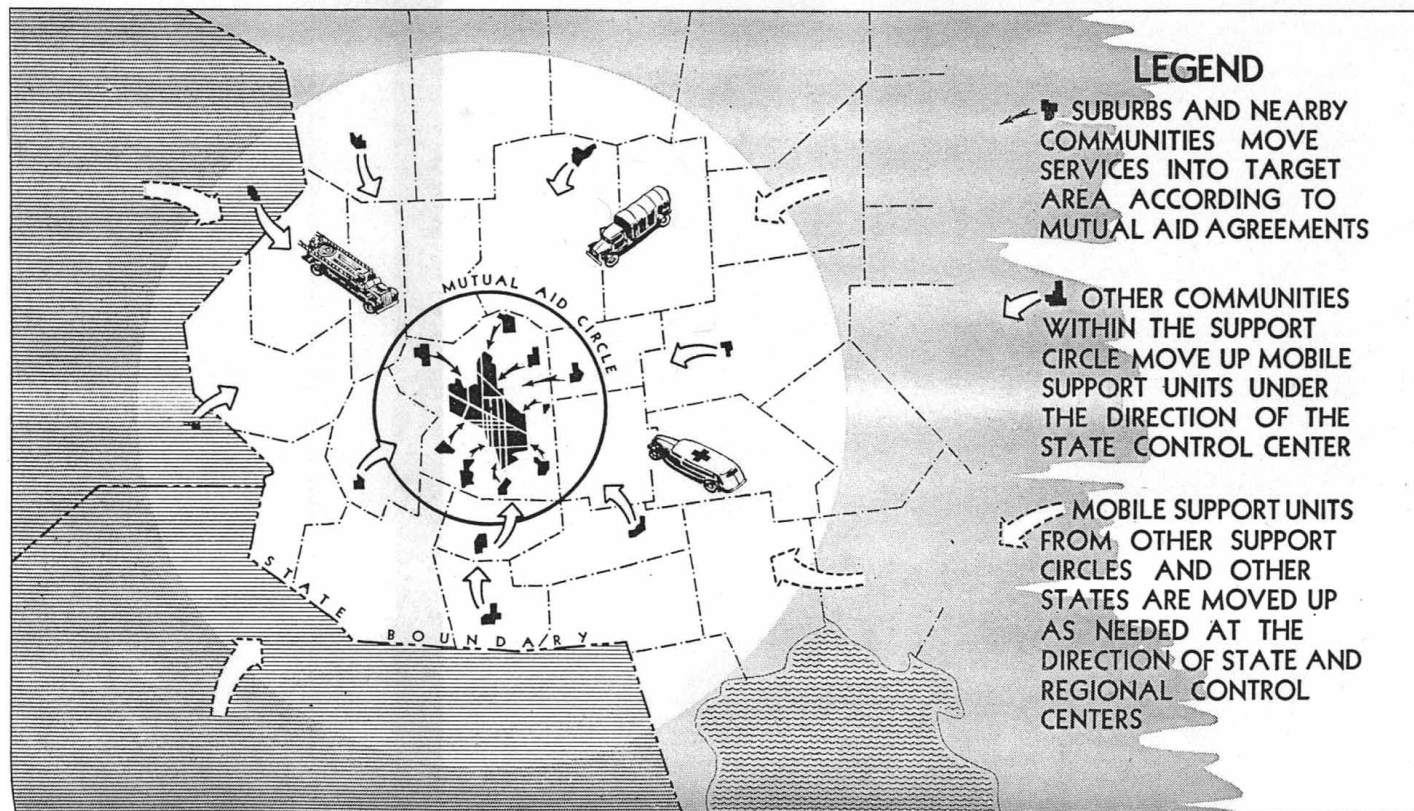 MUTUAL AID CIRCLE
STATE
BOUNDARY
LEGEND
SUBURBS AND NEARBY
COMMUNITIES MOVE
SERVICES INTO TARGET
AREA ACCORDING TO
MUTUAL AID AGREEMENTS
OTHER COMMUNITIES
WITHIN THE SUPPORT
CIRCLE MOVE UP MOBILE
SUPPORT UNITS UNDER
THE DIRECTION OF THE
STATE CONTROL CENTER
MOBILE SUPPORT UNITS
FROM OTHER SUPPORT
CIRCLES AND OTHER
STATES ARE MOVED UP
AS NEEDED AT THE
DIRECTION OF STATE AND
REGIONAL CONTROL
CENTERS